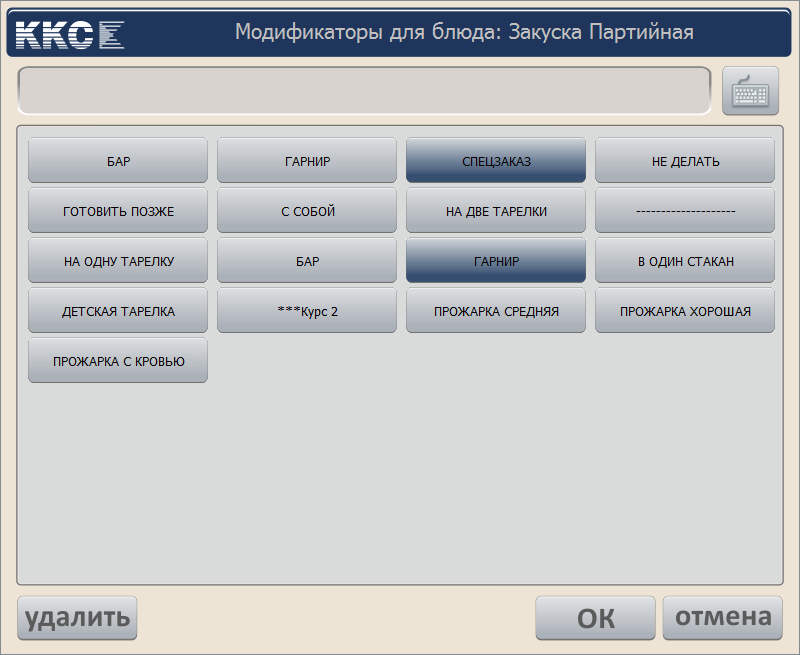 ККС
Модификаторы для блюда: Закуска Партийная
БАР
ГАРНИР
СПЕЦЗАКАЗ
НЕ ДЕЛАТЬ
ГОТОВИТЬ ПОЗЖЕ
С СОБОЙ
НА ДВЕ ТАРЕЛКИ
--------------------
НА ОДНУ ТАРЕЛКУ
БАР
ГАРНИР
В ОДИН СТАКАН
ДЕТСКАЯ ТАРЕЛКА
***Курс 2
ПРОЖАРКА СРЕДНЯЯ
ПРОЖАРКА ХОРОШАЯ
ПРОЖАРКА С КРОВЬЮ
удалить
ОК
отмена